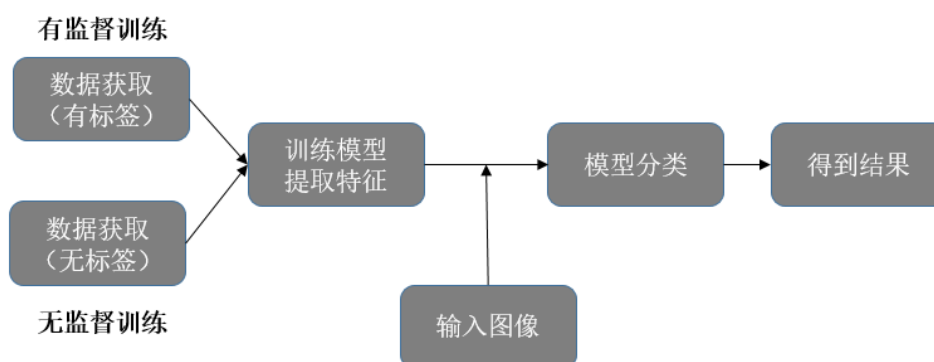 有监督训练
数据获取
（有标签）
训练模型
提取特征
模型分类
得到结果
数据获取
（无标签）
无监督训练
输入图像